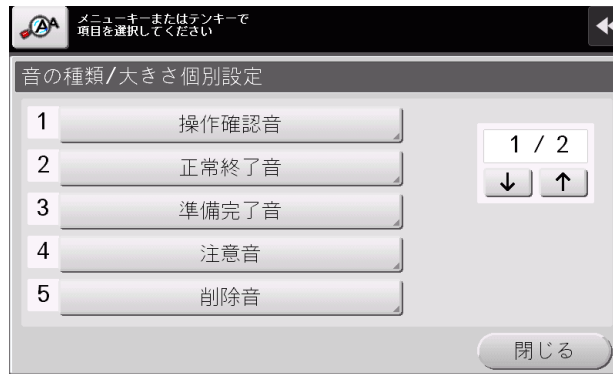 メニューキーまたはテンキーで
項目を選択してください
音の種類/大きさ個別設定
1 操作確認音
2 正常終了音
3 準備完了音
4 注意音
5 削除音
1 / 2
↓ ↑
閉じる